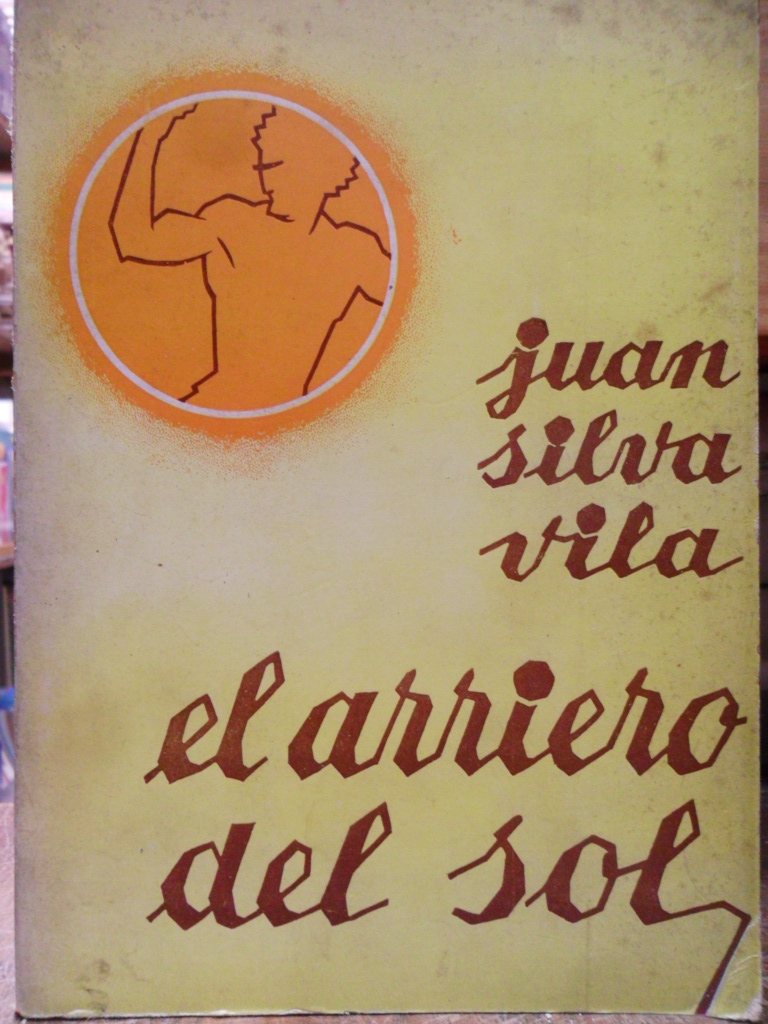 juan
silva
vila
el arriero
del sol